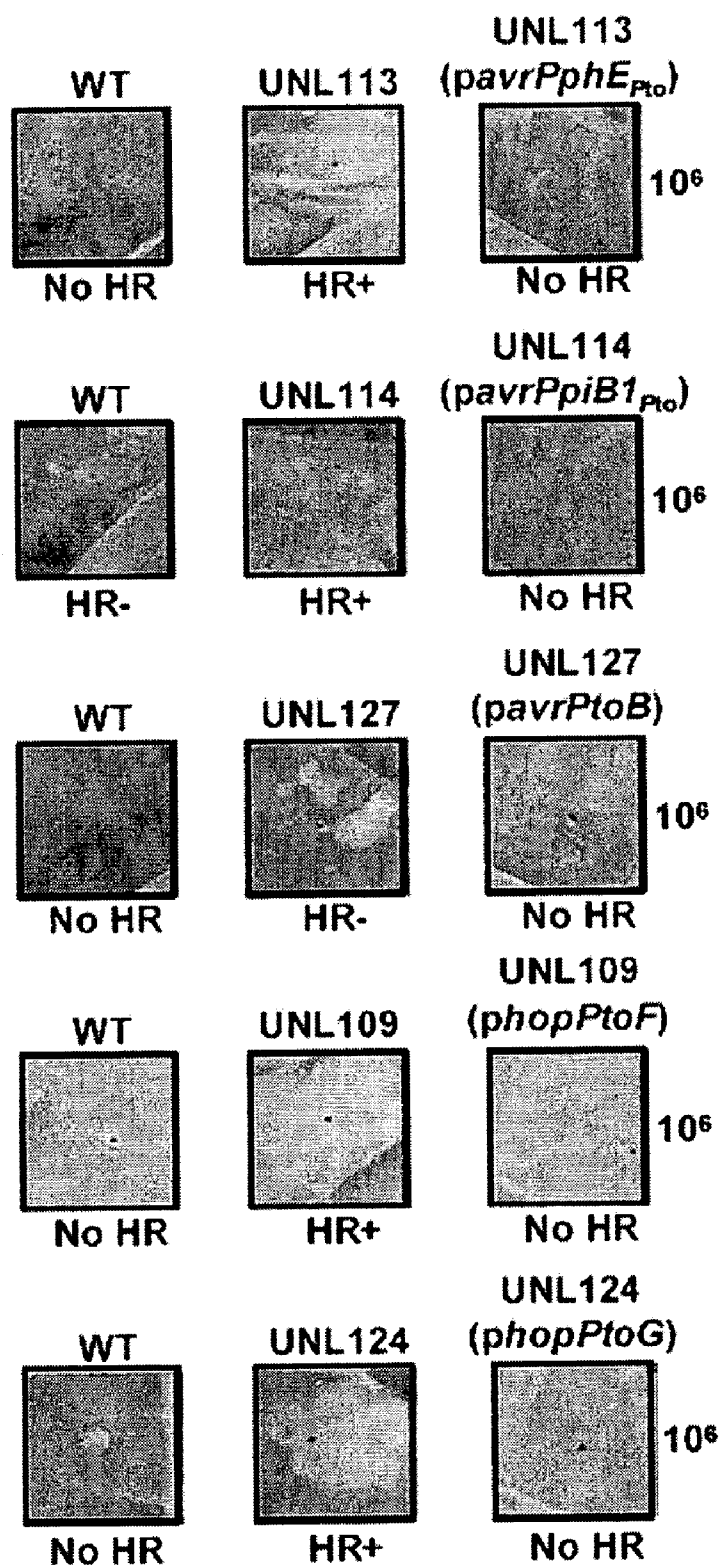 WT UNL113 UNL113
(pavrPphE_Pto)
10⁶
No HR HR+ No HR
WT UNL114 UNL114
(pavrPpiB1_Pto)
10⁶
HR- HR+ No HR
WT UNL127 UNL127
(pavrPtoB)
10⁶
No HR HR- No HR
WT UNL109 UNL109
(phopPtoF)
10⁶
No HR HR+ No HR
WT UNL124 UNL124
(phopPtoG)
10⁶
No HR HR+ No HR